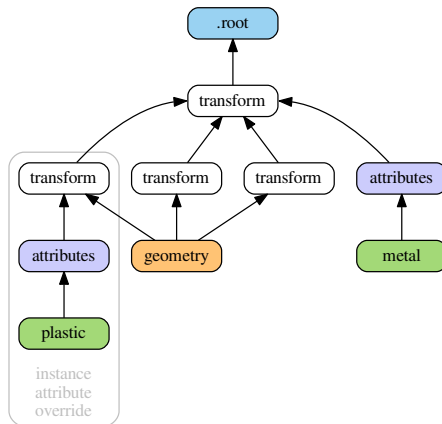 .root
transform
transform
transform
transform
attributes
attributes
geometry
metal
plastic
instance
attribute
override